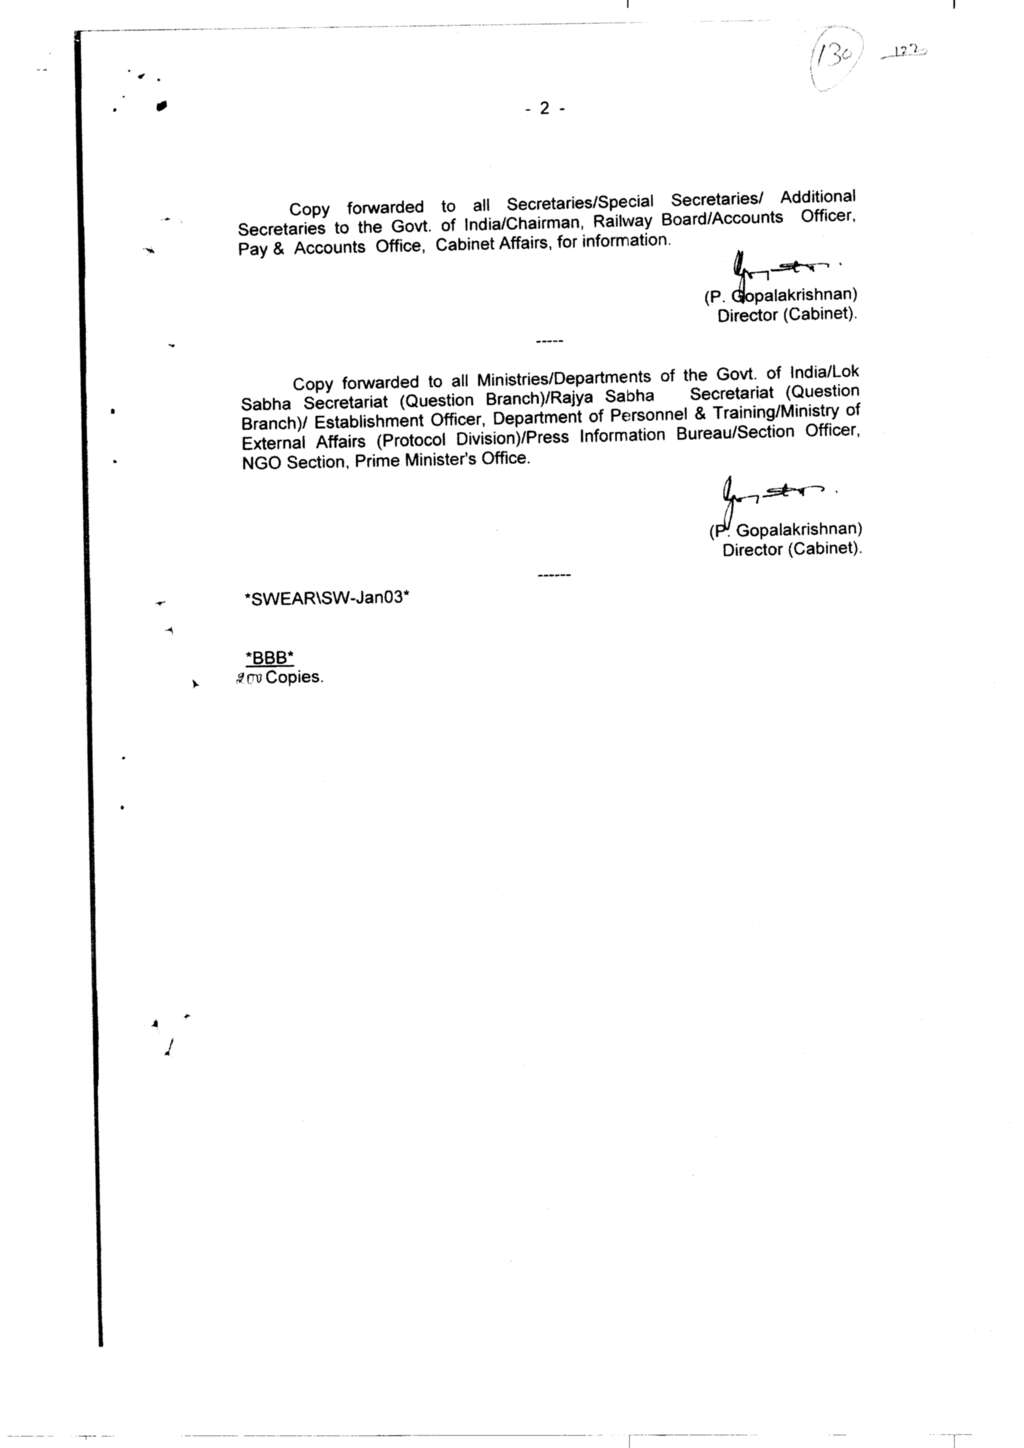 130
- 2 -
Copy forwarded to all Secretaries/Special Secretaries/ Additional
Secretaries to the Govt. of India/Chairman, Railway Board/Accounts Officer,
Pay & Accounts Office, Cabinet Affairs, for information.
(P. Gopalakrishnan)
Director (Cabinet).
-----
Copy forwarded to all Ministries/Departments of the Govt. of India/Lok
Sabha Secretariat (Question Branch)/Rajya Sabha Secretariat (Question
Branch)/ Establishment Officer, Department of Personnel & Training/Ministry of
External Affairs (Protocol Division)/Press Information Bureau/Section Officer,
NGO Section, Prime Minister's Office.
(P. Gopalakrishnan)
Director (Cabinet).
------
*SWEAR\SW-Jan03*
*BBB*
Copies.